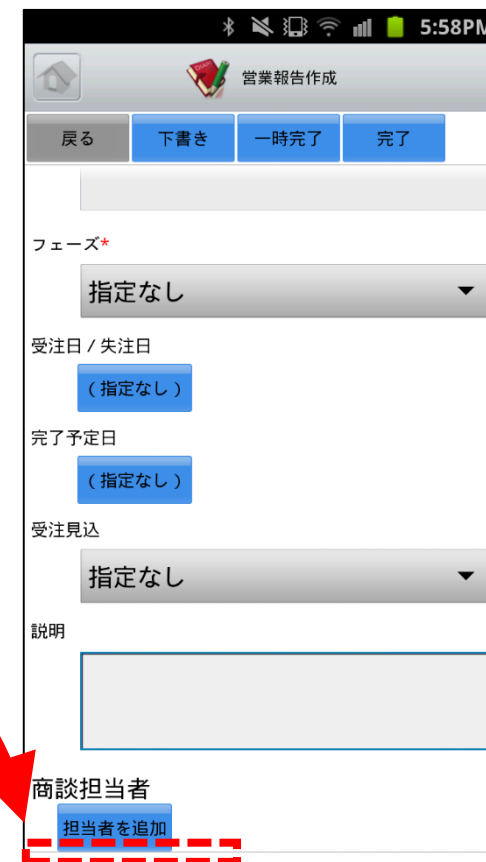 5:58PM
営業報告作成
戻る 下書き 一時完了 完了
フェーズ*
指定なし
受注日 / 失注日
( 指定なし )
完了予定日
( 指定なし )
受注見込
指定なし
説明
商談担当者
担当者を追加